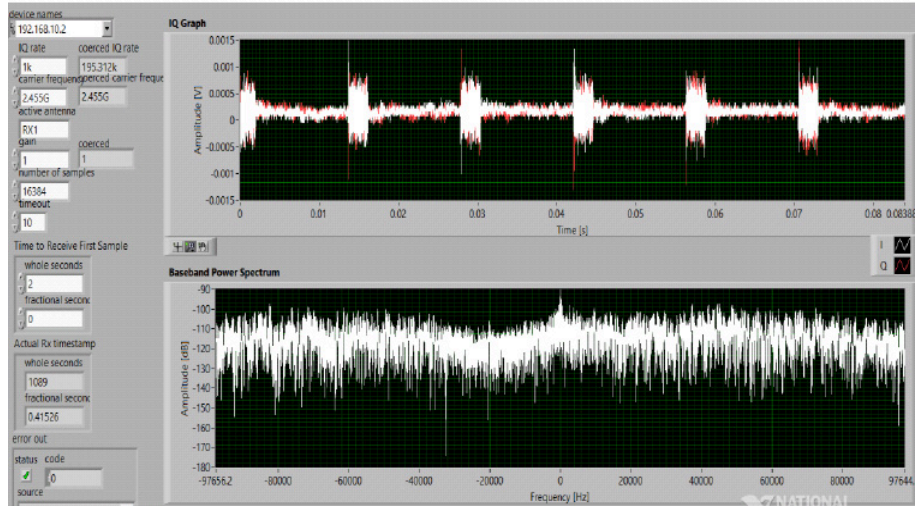 device names
192.168.10.2
IQ rate
coerced IQ rate
1k
195.312k
carrier frequency
coerced carrier freque
2.455G
2.455G
active antenna
RX1
gain
coerced
1
1
number of samples
16384
timeout
10
Time to Receive First Sample
whole seconds
2
fractional secon
0
Actual Rx timestamp
whole seconds
1089
fractional secon
0.41526
error out
status code
0
source
IQ Graph
0.0015
0.001
0.0005
0
-0.0005
-0.001
-0.0015
Amplitude [V]
0 0.01 0.02 0.03 0.04 0.05 0.06 0.07 0.08
Time [s]
I
Q
Baseband Power Spectrum
-90
-100
-110
-120
-130
-140
-150
-160
-170
-180
Amplitude [dB]
-976562 -80000 -60000 -40000 -20000 0 20000 40000 60000 80000 97644.
Frequency [Hz]
NATIONAL